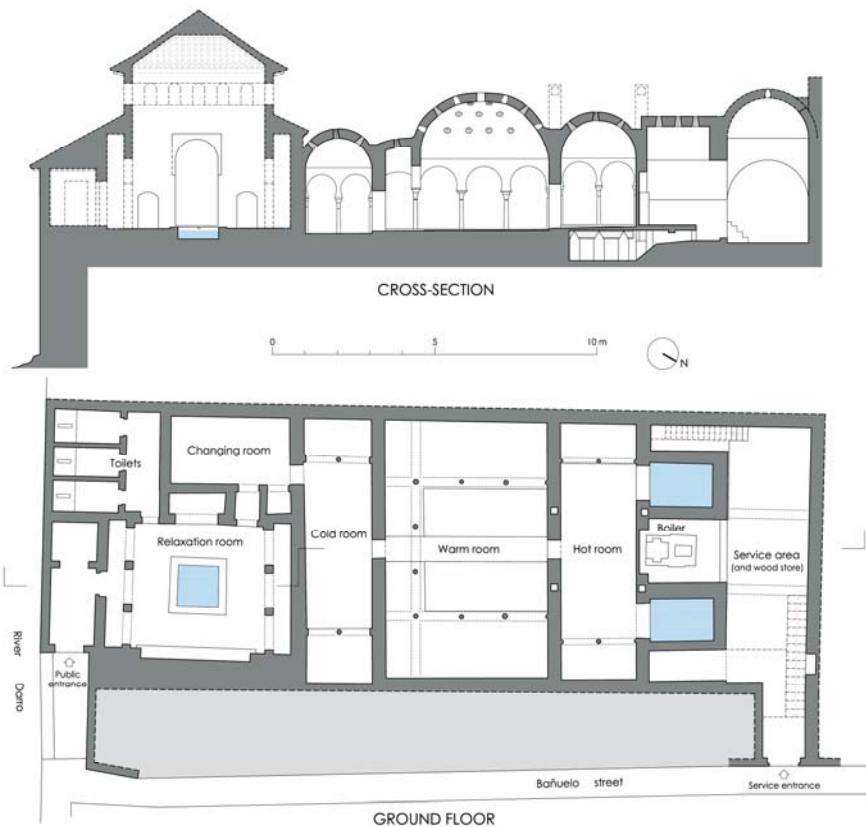 CROSS-SECTION
0 5 10 m
N
Toilets
Changing room
Relaxation room
Cold room
Warm room
Hot room
Boiler
Service area
(and wood store)
River Darro
Public
entrance
Bañuelo street
Service entrance
GROUND FLOOR